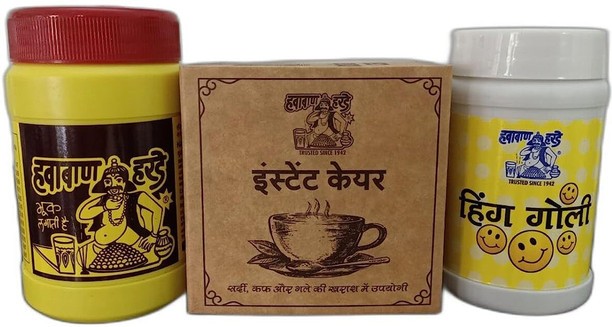 हवाबाण हरडे
भूक
लगाती है
हवाबाण हरडे
TRUSTED SINCE 1942
इंस्टेंट केयर
सर्दी, कफ और गले की खराश में उपयोगी
हवाबाण हरडे
TRUSTED SINCE 1942
हिंग गोली